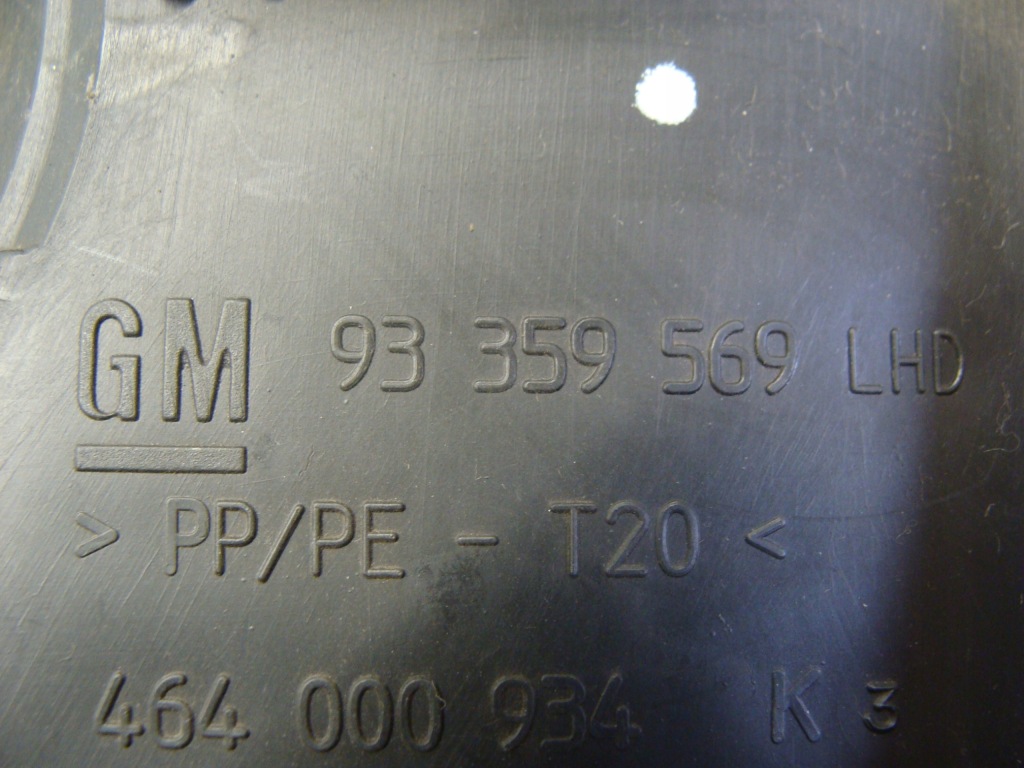 GM 93 359 569 LHD
> PP/PE - T20 <
464 000 934 K 3